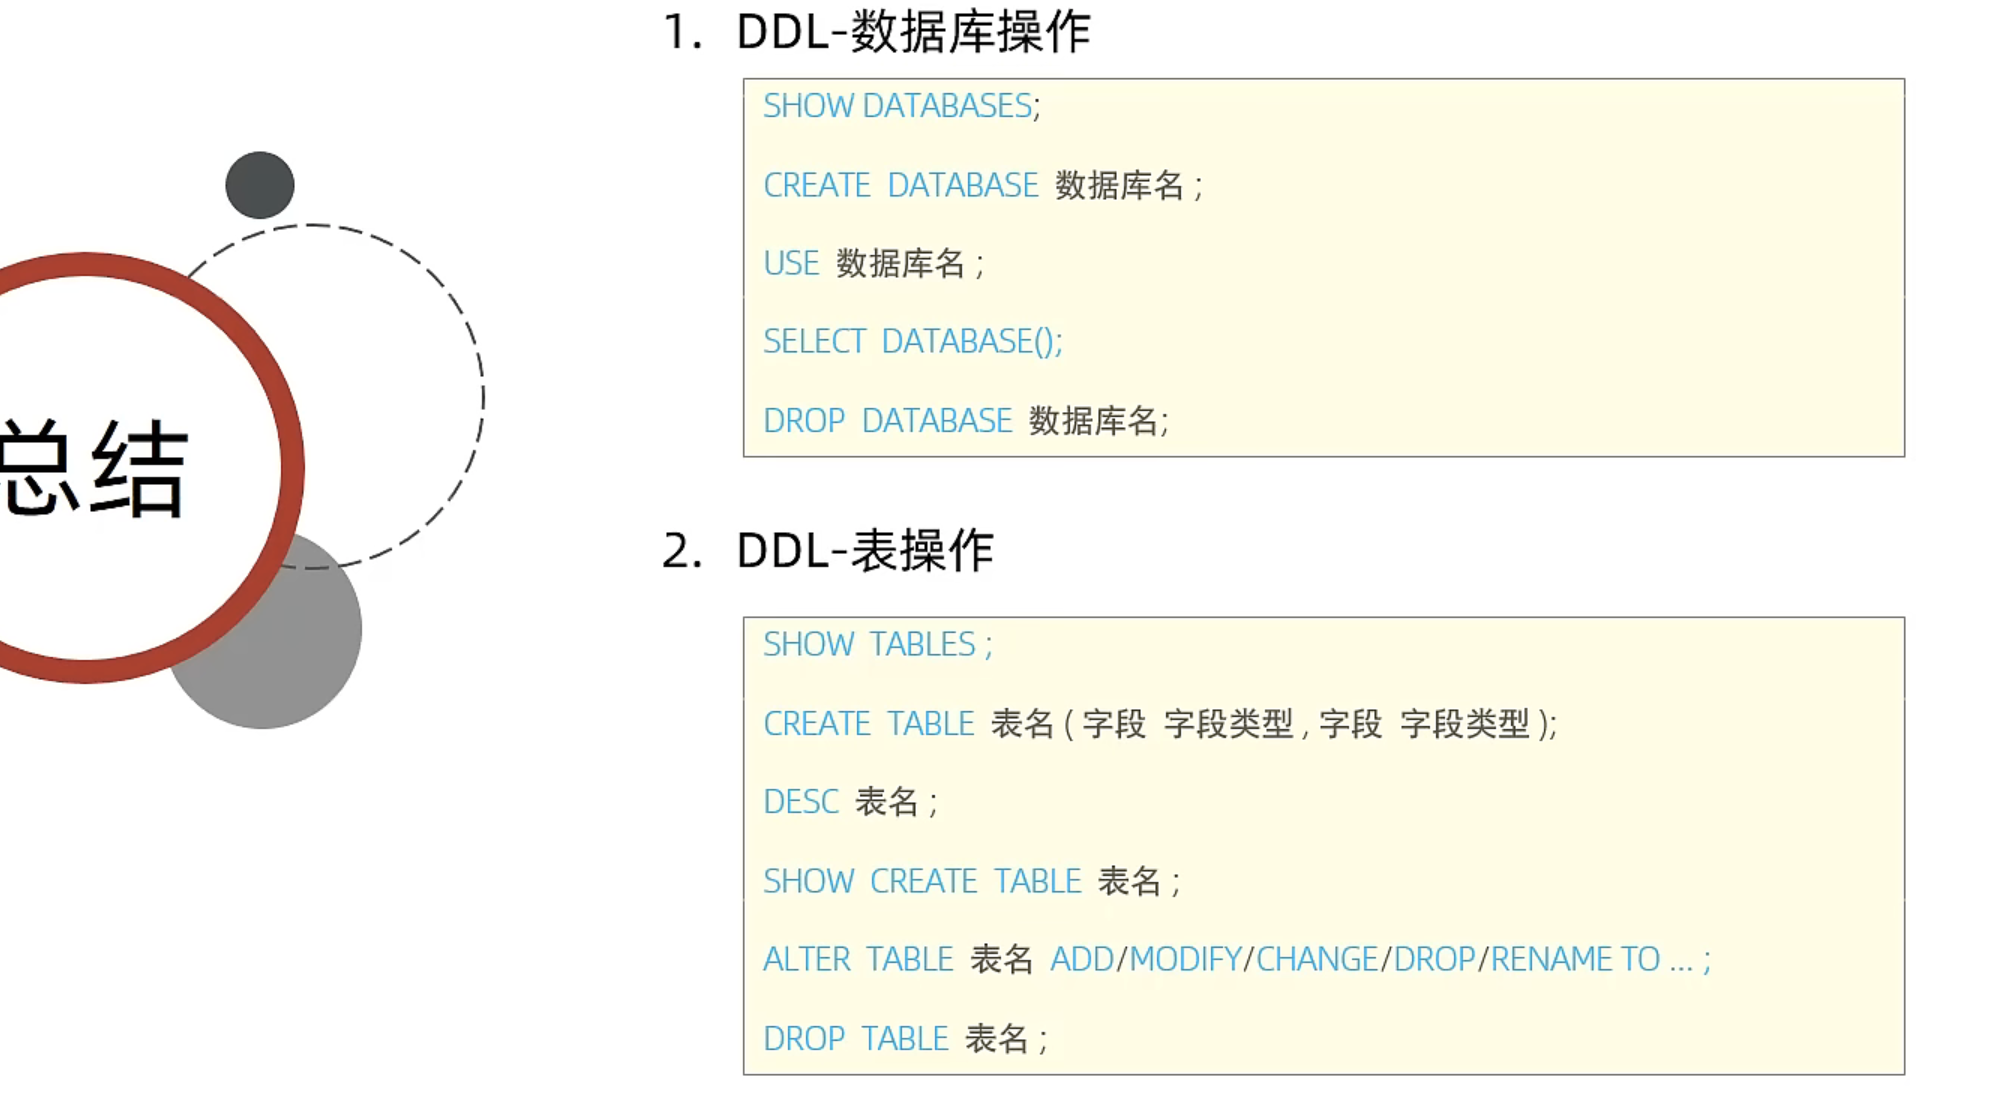 总结
1. DDL-数据库操作
SHOW DATABASES;
CREATE DATABASE 数据库名 ;
USE 数据库名 ;
SELECT DATABASE();
DROP DATABASE 数据库名;
2. DDL-表操作
SHOW TABLES ;
CREATE TABLE 表名 ( 字段 字段类型 , 字段 字段类型 );
DESC 表名 ;
SHOW CREATE TABLE 表名 ;
ALTER TABLE 表名 ADD/MODIFY/CHANGE/DROP/RENAME TO ... ;
DROP TABLE 表名 ;